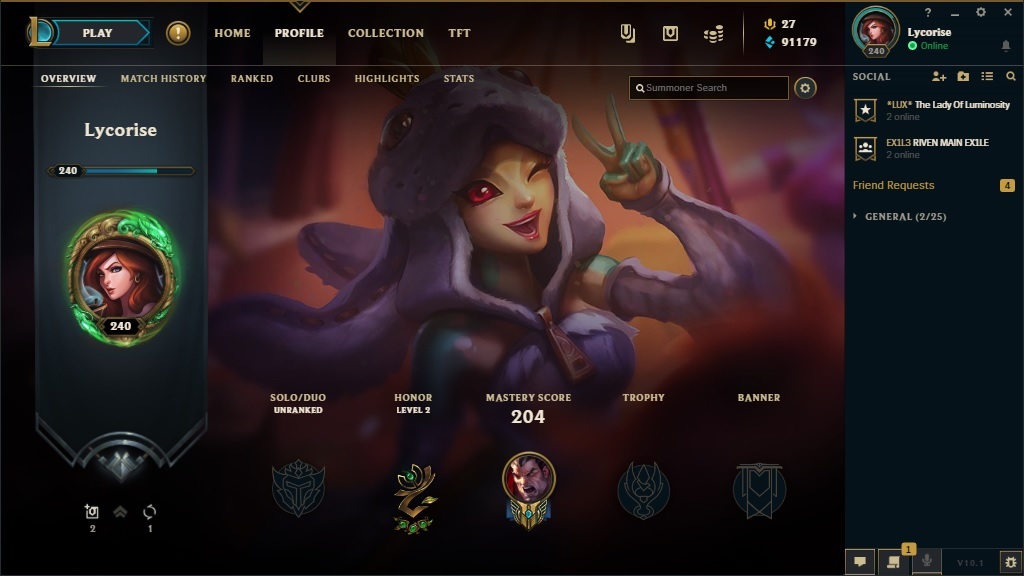 PLAY
HOME
PROFILE
COLLECTION
TFT
27
91179
?
Lycorise
Online
240
OVERVIEW
MATCH HISTORY
RANKED
CLUBS
HIGHLIGHTS
STATS
Summoner Search
SOCIAL
*LUX* The Lady Of Luminosity
2 online
EX1L3 RIVEN MAIN EX1LE
2 online
Friend Requests
4
GENERAL (2/25)
Lycorise
240
240
SOLO/DUO
UNRANKED
HONOR
LEVEL 2
MASTERY SCORE
204
TROPHY
BANNER
2
1
1
V10.1